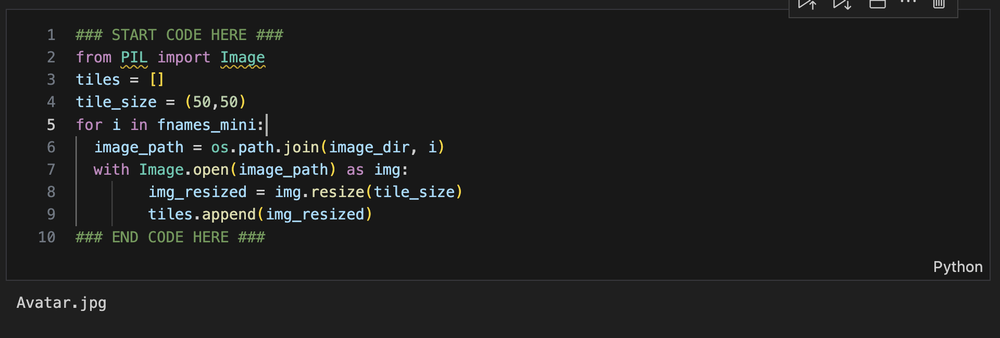 1 ### START CODE HERE ###
2 from PIL import Image
3 tiles = []
4 tile_size = (50,50)
5 for i in fnames_mini:
6 image_path = os.path.join(image_dir, i)
7 with Image.open(image_path) as img:
8 img_resized = img.resize(tile_size)
9 tiles.append(img_resized)
10 ### END CODE HERE ###
Python
Avatar.jpg